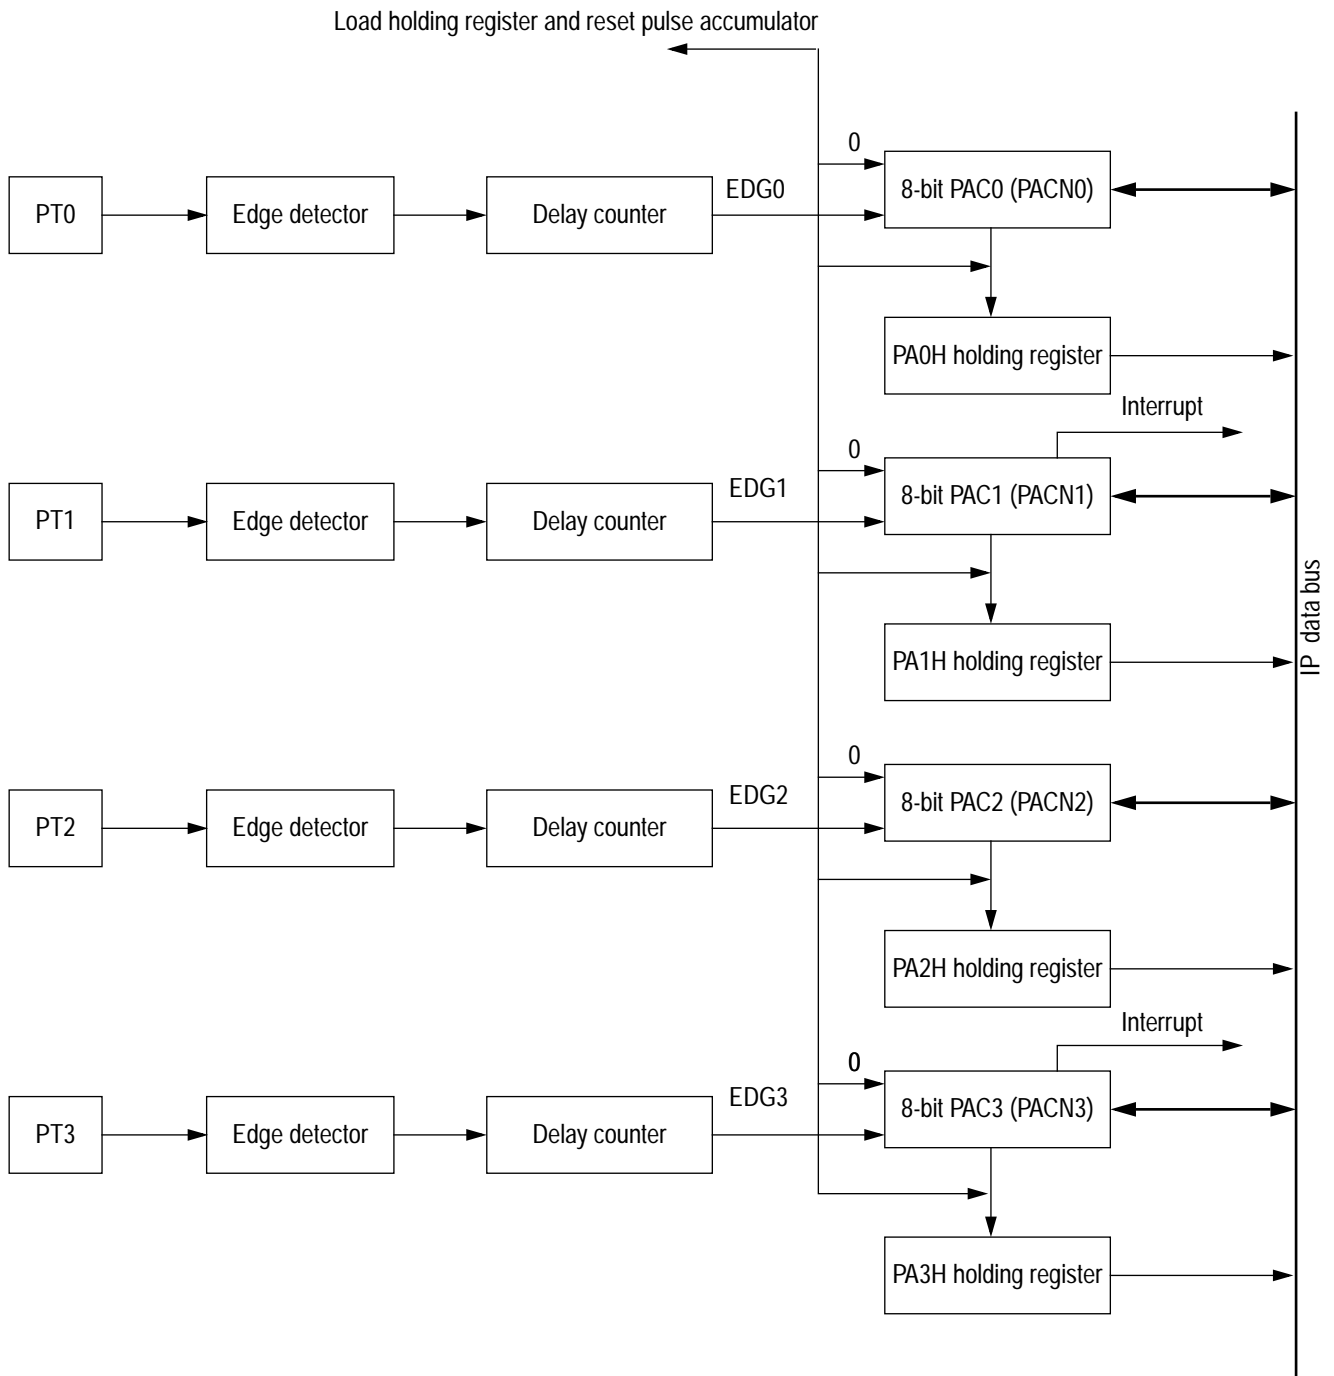 Load holding register and reset pulse accumulator
0
PT0
Edge detector
Delay counter
EDG0
8-bit PAC0 (PACN0)
PA0H holding register
Interrupt
0
PT1
Edge detector
Delay counter
EDG1
8-bit PAC1 (PACN1)
PA1H holding register
IP data bus
0
PT2
Edge detector
Delay counter
EDG2
8-bit PAC2 (PACN2)
PA2H holding register
Interrupt
0
PT3
Edge detector
Delay counter
EDG3
8-bit PAC3 (PACN3)
PA3H holding register